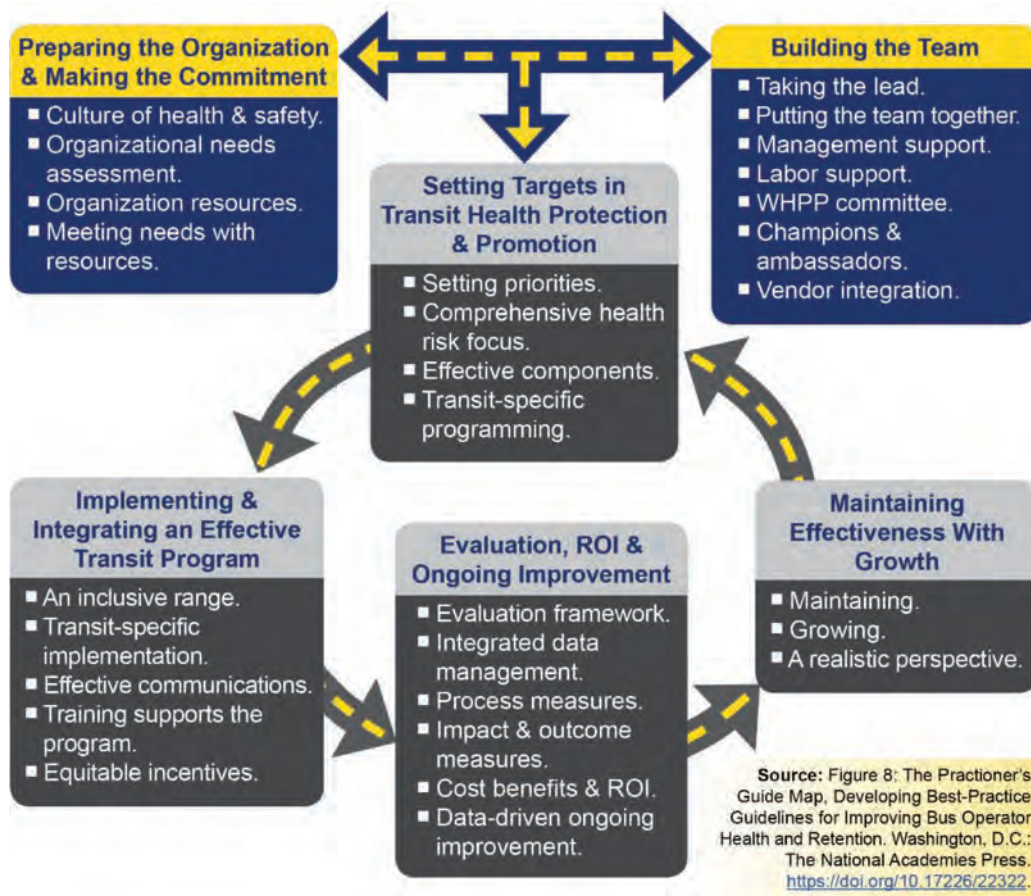 Preparing the Organization
& Making the Commitment
▪ Culture of health & safety.
▪ Organizational needs
assessment.
▪ Organization resources.
▪ Meeting needs with
resources.
Building the Team
▪ Taking the lead.
▪ Putting the team together.
▪ Management support.
▪ Labor support.
▪ WHPP committee.
▪ Champions &
ambassadors.
▪ Vendor integration.
Setting Targets in
Transit Health Protection
& Promotion
▪ Setting priorities.
▪ Comprehensive health
risk focus.
▪ Effective components.
▪ Transit-specific
programming.
Implementing &
Integrating an Effective
Transit Program
▪ An inclusive range.
▪ Transit-specific
implementation.
▪ Effective communications.
▪ Training supports the
program.
▪ Equitable incentives.
Evaluation, ROI &
Ongoing Improvement
▪ Evaluation framework.
▪ Integrated data
management.
▪ Process measures.
▪ Impact & outcome
measures.
▪ Cost benefits & ROI.
▪ Data-driven ongoing
improvement.
Maintaining
Effectiveness With
Growth
▪ Maintaining.
▪ Growing.
▪ A realistic perspective.
Source: Figure 8: The Practioner's
Guide Map, Developing Best-Practice
Guidelines for Improving Bus Operator
Health and Retention. Washington, D.C.:
The National Academies Press.
https://doi.org/10.17226/22322.